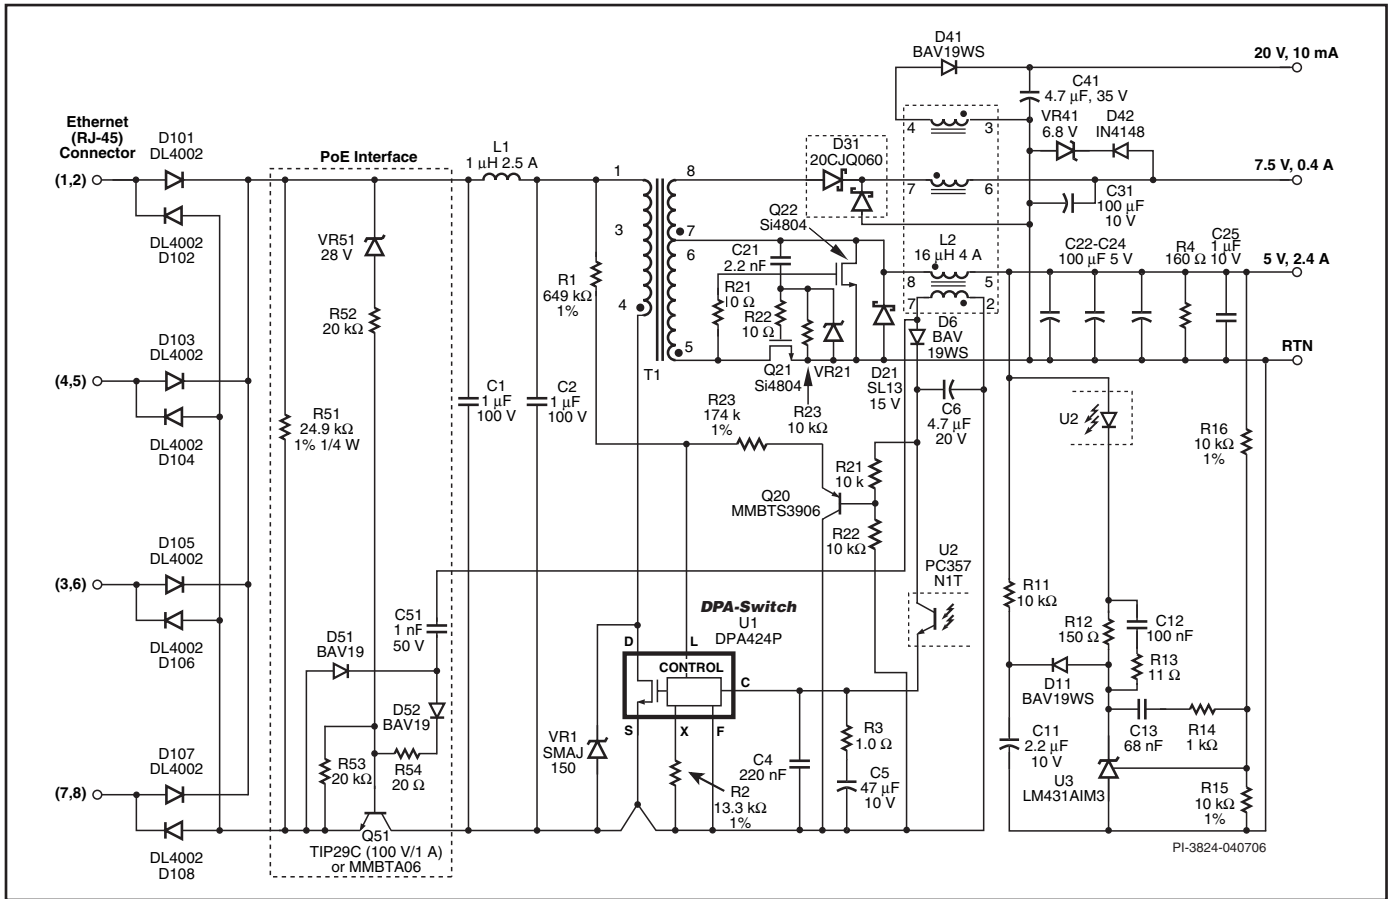 D41
BAV19WS
20 V, 10 mA
C41
4.7 µF, 35 V
VR41
6.8 V
D42
IN4148
4
3
Ethernet
(RJ-45)
Connector
D101
DL4002
PoE Interface
L1
1 µH 2.5 A
D31
20CJQ060
7.5 V, 0.4 A
(1,2)
1
8
7
6
C31
100 µF
10 V
DL4002
D102
VR51
28 V
3
Q22
Si4804
7
6
C21
2.2 nF
L2
16 µH 4 A
C22-C24
100 µF 5 V
R4
160 Ω
C25
1 µF
10 V
5 V, 2.4 A
R1
649 kΩ
1%
8
5
R21
10 Ω
R22
10 Ω
7
2
4
R52
20 kΩ
D6
BAV
19WS
RTN
D103
DL4002
5
T1
Q21
Si4804
VR21
D21
SL13
15 V
(4,5)
C1
1 µF
100 V
C2
1 µF
100 V
R23
174 k
1%
R23
10 kΩ
C6
4.7 µF
20 V
U2
R51
24.9 kΩ
1% 1/4 W
R16
10 kΩ
1%
DL4002
D104
R21
10 k
Q20
MMBTS3906
R22
10 kΩ
D105
DL4002
U2
PC357
N1T
(3,6)
R11
10 kΩ
DPA-Switch
U1
DPA424P
C51
1 nF
50 V
R12
150 Ω
C12
100 nF
DL4002
D106
D51
BAV19
D
L
CONTROL
C
R13
11 Ω
D11
BAV19WS
D52
BAV19
S
X
F
C13
68 nF
R14
1 kΩ
D107
DL4002
VR1
SMAJ
150
R3
1.0 Ω
C11
2.2 µF
10 V
C4
220 nF
C5
47 µF
10 V
R53
20 kΩ
R54
20 Ω
R2
13.3 kΩ
1%
U3
LM431AIM3
R15
10 kΩ
1%
(7,8)
DL4002
D108
Q51
TIP29C (100 V/1 A)
or MMBTA06
PI-3824-040706